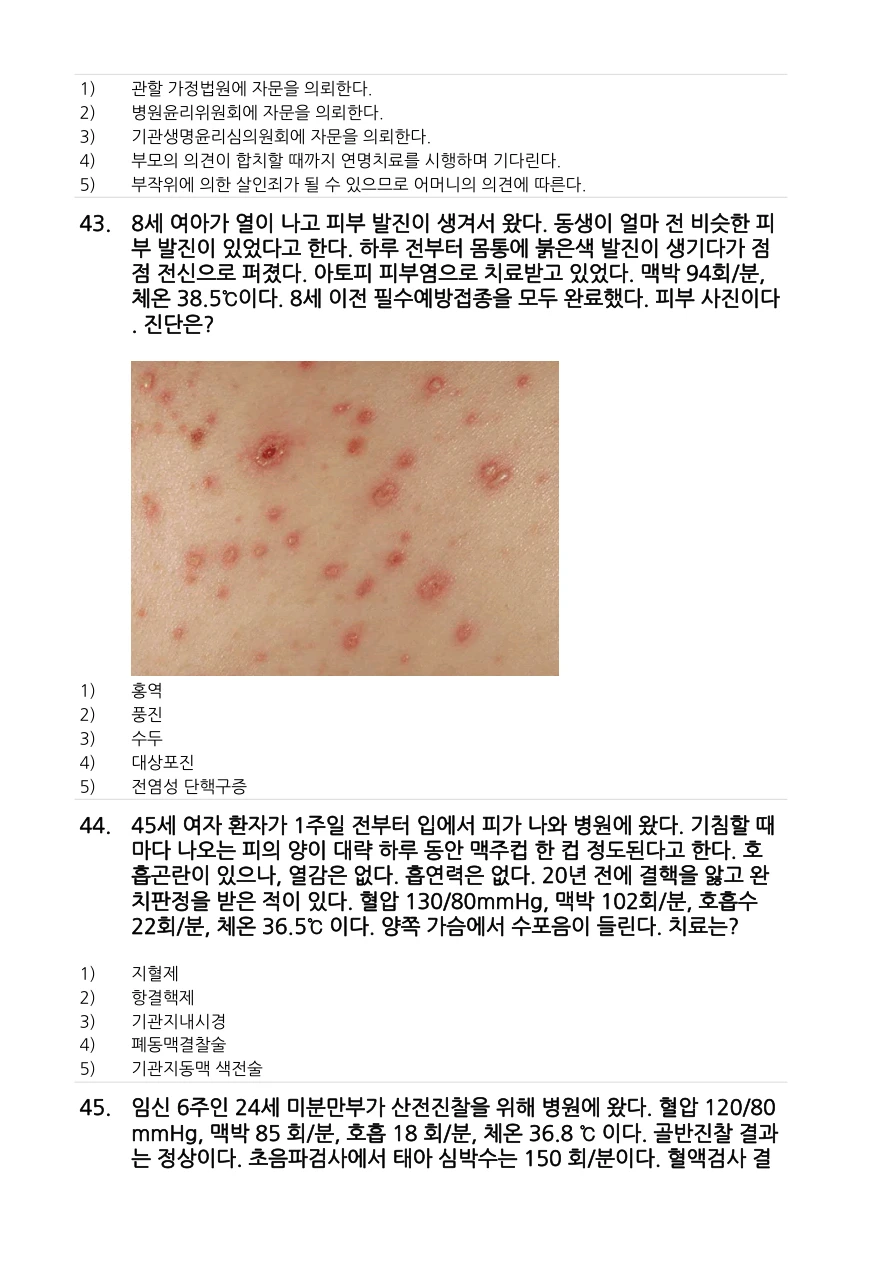 1) 관할 가정법원에 자문을 의뢰한다.
2) 병원윤리위원회에 자문을 의뢰한다.
3) 기관생명윤리심의원회에 자문을 의뢰한다.
4) 부모의 의견이 합치할 때까지 연명치료를 시행하며 기다린다.
5) 부작위에 의한 살인죄가 될 수 있으므로 어머니의 의견에 따른다.
43. 8세 여아가 열이 나고 피부 발진이 생겨서 왔다. 동생이 얼마 전 비슷한 피
부 발진이 있었다고 한다. 하루 전부터 몸통에 붉은색 발진이 생기다가 점
점 전신으로 퍼졌다. 아토피 피부염으로 치료받고 있었다. 맥박 94회/분,
체온 38.5℃이다. 8세 이전 필수예방접종을 모두 완료했다. 피부 사진이다
. 진단은?
1) 홍역
2) 풍진
3) 수두
4) 대상포진
5) 전염성 단핵구증
44. 45세 여자 환자가 1주일 전부터 입에서 피가 나와 병원에 왔다. 기침할 때
마다 나오는 피의 양이 대략 하루 동안 맥주컵 한 컵 정도된다고 한다. 호
흡곤란이 있으나, 열감은 없다. 흡연력은 없다. 20년 전에 결핵을 앓고 완
치판정을 받은 적이 있다. 혈압 130/80mmHg, 맥박 102회/분, 호흡수
22회/분, 체온 36.5℃ 이다. 양쪽 가슴에서 수포음이 들린다. 치료는?
1) 지혈제
2) 항결핵제
3) 기관지내시경
4) 폐동맥결찰술
5) 기관지동맥 색전술
45. 임신 6주인 24세 미분만부가 산전진찰을 위해 병원에 왔다. 혈압 120/80
mmHg, 맥박 85 회/분, 호흡 18 회/분, 체온 36.8 ℃ 이다. 골반진찰 결과
는 정상이다. 초음파검사에서 태아 심박수는 150 회/분이다. 혈액검사 결